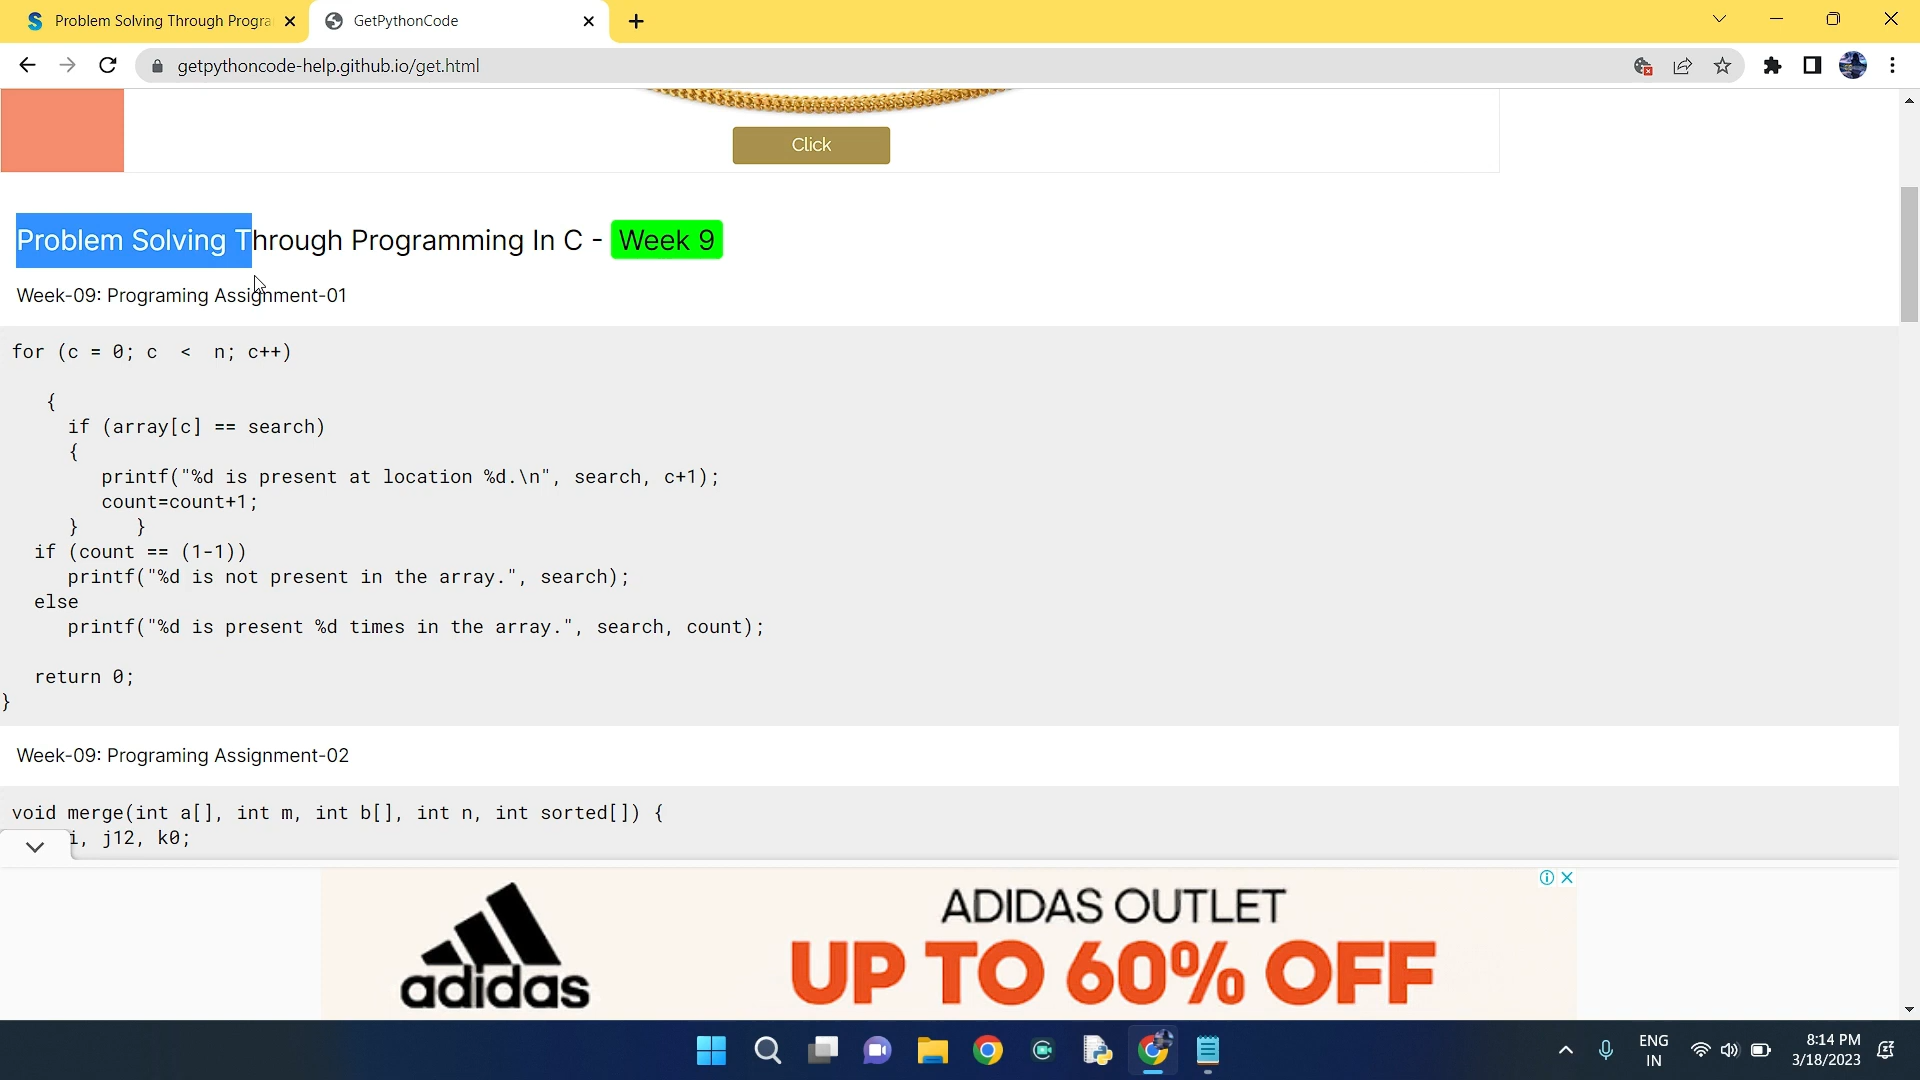 Problem Solving Through Progra
GetPythonCode
getpythoncode-help.github.io/get.html
Click
Problem Solving Through Programming In C - Week 9
Week-09: Programing Assignment-01
for (c = 0; c < n; c++)
{
if (array[c] == search)
{
printf("%d is present at location %d.\n", search, c+1);
count=count+1;
} }
if (count == (1-1))
printf("%d is not present in the array.", search);
else
printf("%d is present %d times in the array.", search, count);
return 0;
}
Week-09: Programing Assignment-02
void merge(int a[], int m, int b[], int n, int sorted[]) {
i, j12, k0;
adidas
ADIDAS OUTLET
UP TO 60% OFF
ENG
IN
8:14 PM
3/18/2023